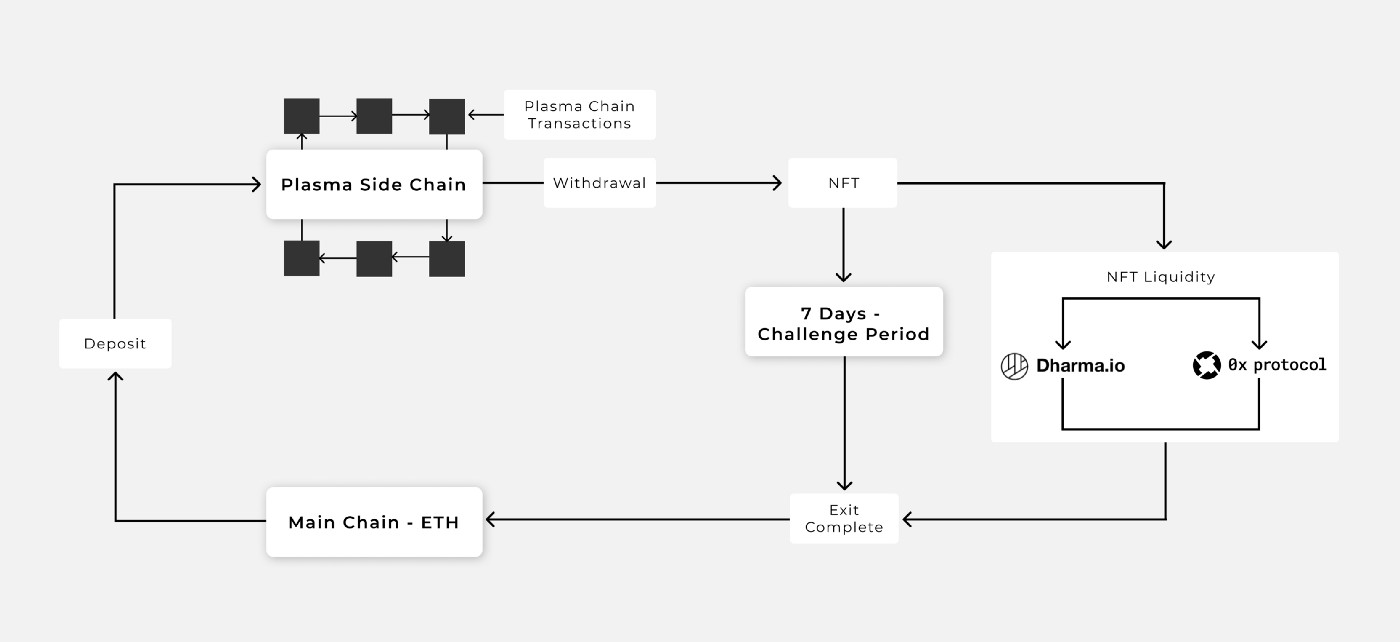 Plasma Chain
Transactions
Plasma Side Chain
Withdrawal
NFT
NFT Liquidity
7 Days -
Challenge Period
Deposit
Dharma.io
0x protocol
Exit
Complete
Main Chain - ETH